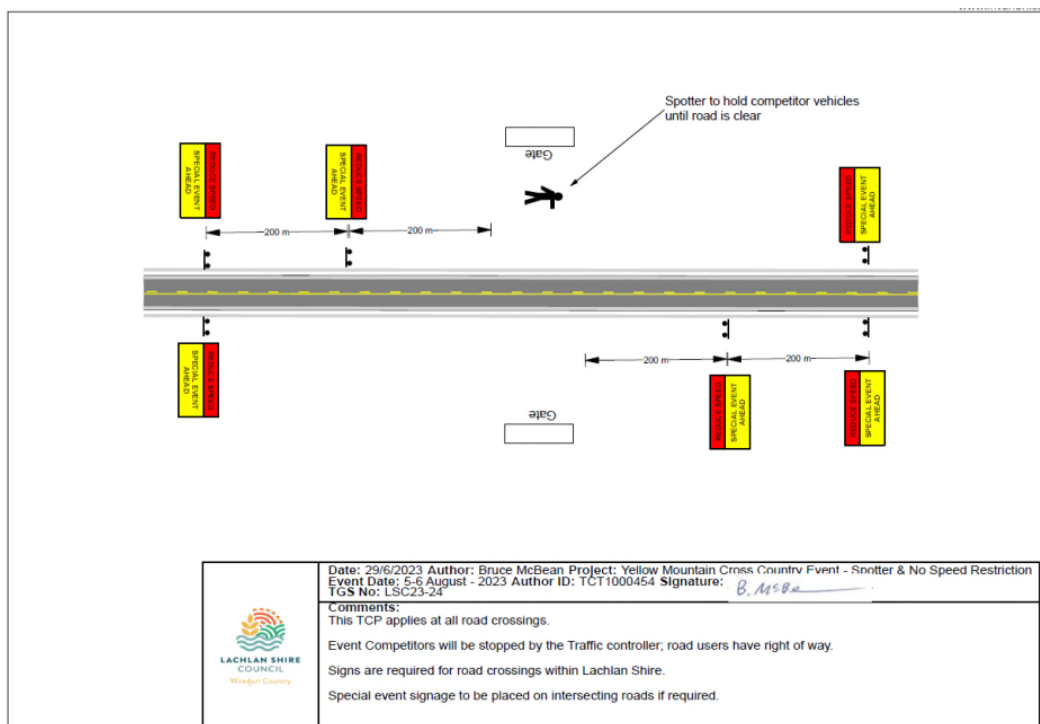 Spotter to hold competitor vehicles
until road is clear
Gate
REDUCE SPEED
SPECIAL EVENT
AHEAD
REDUCE SPEED
SPECIAL EVENT
AHEAD
REDUCE SPEED
SPECIAL EVENT
AHEAD
200 m
200 m
REDUCE SPEED
SPECIAL EVENT
AHEAD
200 m
200 m
REDUCE SPEED
SPECIAL EVENT
AHEAD
REDUCE SPEED
SPECIAL EVENT
AHEAD
Gate
Date: 29/6/2023 Author: Bruce McBean Project: Yellow Mountain Cross Country Event - Spotter & No Speed Restriction
Event Date: 5-6 August - 2023 Author ID: TCT1000454 Signature: B. McBe
TGS No: LSC23-24
Comments:
This TCP applies at all road crossings.
Event Competitors will be stopped by the Traffic controller; road users have right of way.
Signs are required for road crossings within Lachlan Shire.
Special event signage to be placed on intersecting roads if required.
LACHLAN SHIRE
COUNCIL
Wiradjuri Country